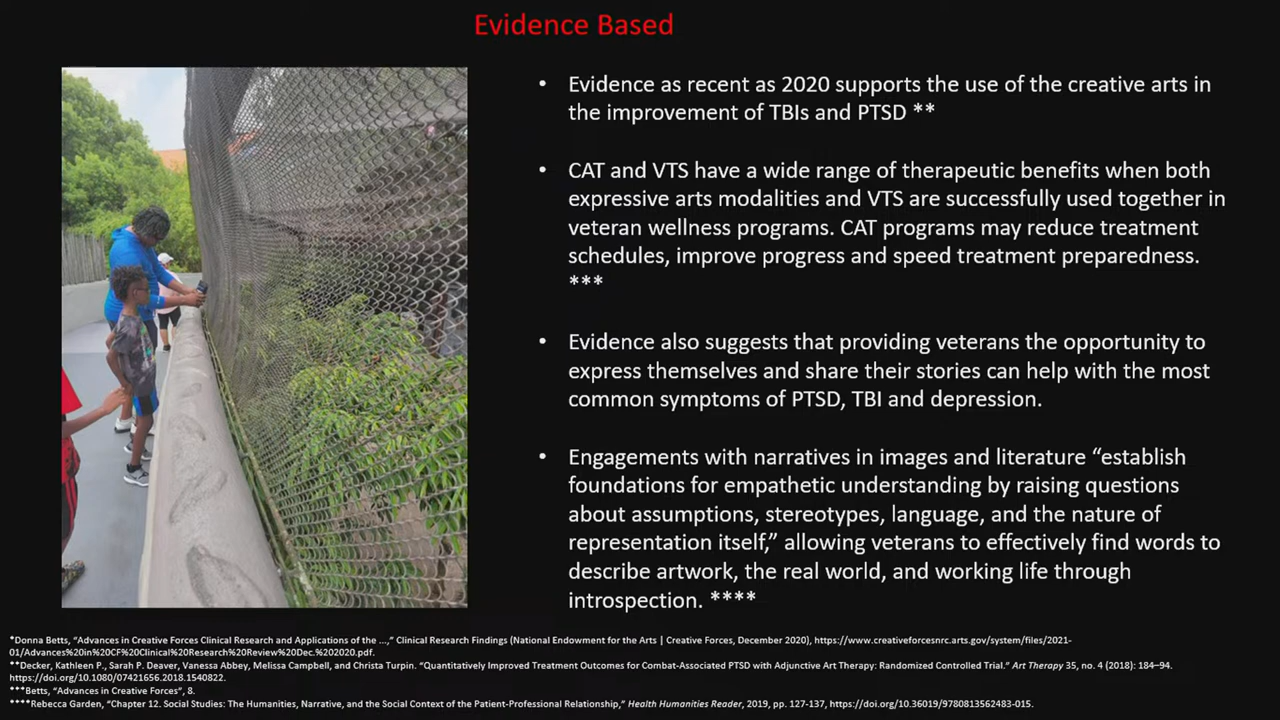 Evidence Based
• Evidence as recent as 2020 supports the use of the creative arts in
the improvement of TBIs and PTSD **
• CAT and VTS have a wide range of therapeutic benefits when both
expressive arts modalities and VTS are successfully used together in
veteran wellness programs. CAT programs may reduce treatment
schedules, improve progress and speed treatment preparedness.
***
• Evidence also suggests that providing veterans the opportunity to
express themselves and share their stories can help with the most
common symptoms of PTSD, TBI and depression.
• Engagements with narratives in images and literature “establish
foundations for empathetic understanding by raising questions
about assumptions, stereotypes, language, and the nature of
representation itself,” allowing veterans to effectively find words to
describe artwork, the real world, and working life through
introspection. ****
*Donna Betts, “Advances in Creative Forces Clinical Research and Applications of the ...,” Clinical Research Findings (National Endowment for the Arts | Creative Forces, December 2020), https://www.creativeforcesnrc.arts.gov/system/files/2021-
01/Advances%20in%20CF%20Clinical%20Research%20Review%20Dec.%202020.pdf.
**Decker, Kathleen P., Sarah P. Deaver, Vanessa Abbey, Melissa Campbell, and Christa Turpin. “Quantitatively Improved Treatment Outcomes for Combat-Associated PTSD with Adjunctive Art Therapy: Randomized Controlled Trial.” Art Therapy 35, no. 4 (2018): 184–94.
https://doi.org/10.1080/07421656.2018.1540822.
***Betts, “Advances in Creative Forces”, 8.
****Rebecca Garden, “Chapter 12. Social Studies: The Humanities, Narrative, and the Social Context of the Patient-Professional Relationship,” Health Humanities Reader, 2019, pp. 127-137, https://doi.org/10.36019/9780813562483-015.